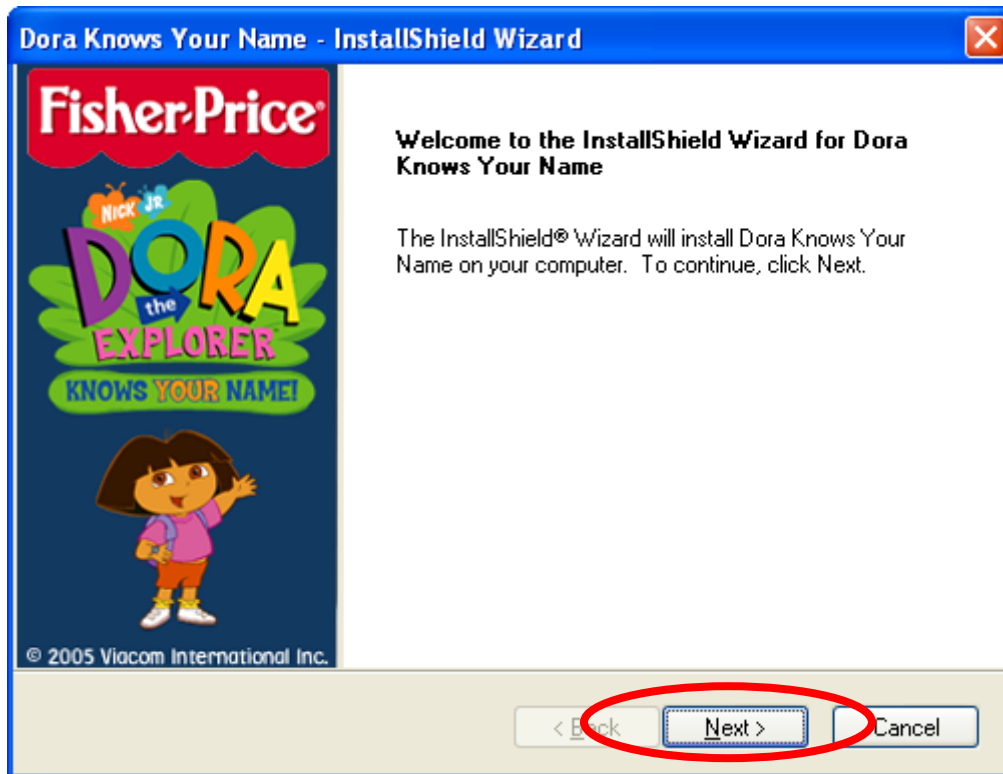 Dora Knows Your Name - InstallShield Wizard
Fisher-Price®
NICK JR
DORA
the
EXPLORER
KNOWS YOUR NAME!
© 2005 Viacom International Inc.
Welcome to the InstallShield Wizard for Dora
Knows Your Name
The InstallShield® Wizard will install Dora Knows Your
Name on your computer.  To continue, click Next.
< Back
Next >
Cancel